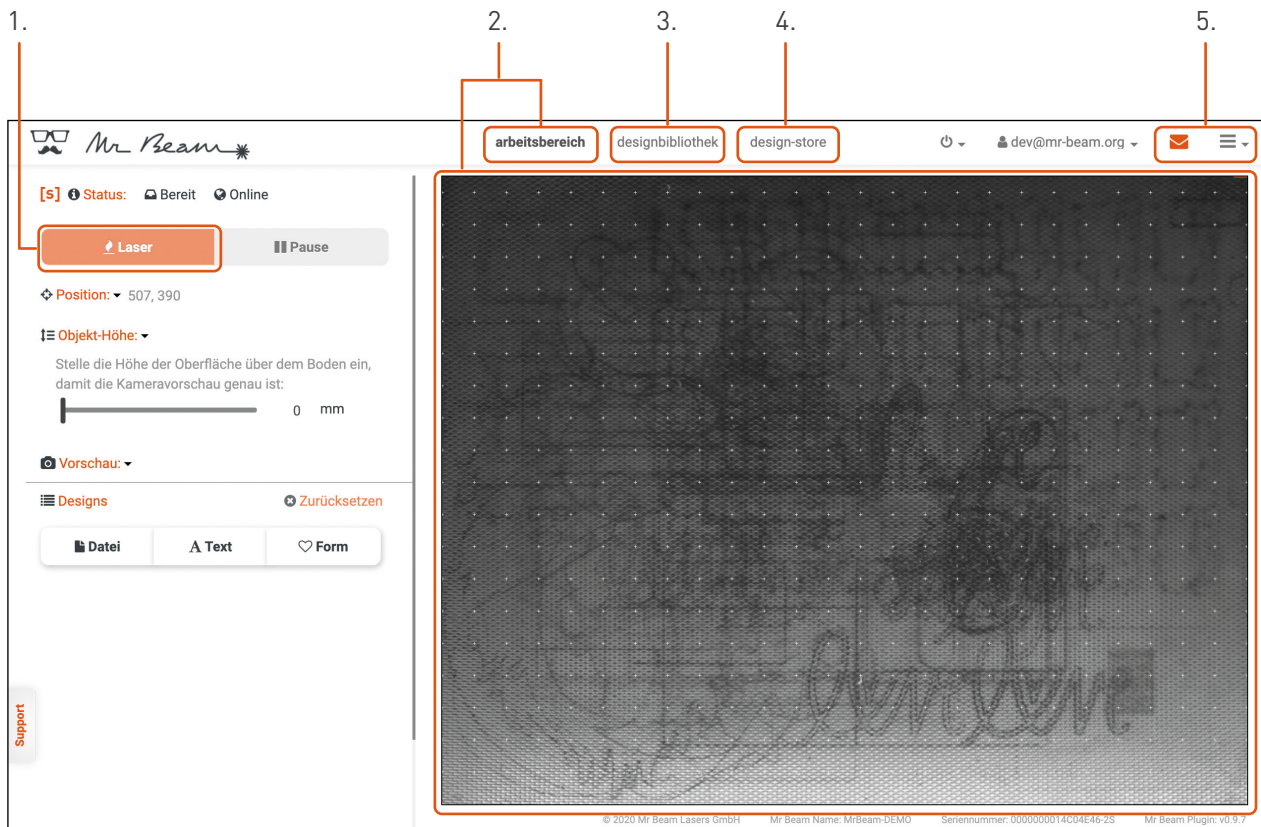 1. 2. 3. 4. 5.
Mr Beam arbeitsbereich designbibliothek design-store dev@mr-beam.org
[s] Status: Bereit Online
Laser Pause
Position: 507, 390
Objekt-Höhe:
Stelle die Höhe der Oberfläche über dem Boden ein,
damit die Kameravorschau genau ist:
0 mm
Vorschau:
Designs Zurücksetzen
Datei Text Form
Support
© 2020 Mr Beam Lasers GmbH Mr Beam Name: MrBeam-DEMO Seriennummer: 0000000014C04E46-2S Mr Beam Plugin: v0.9.7